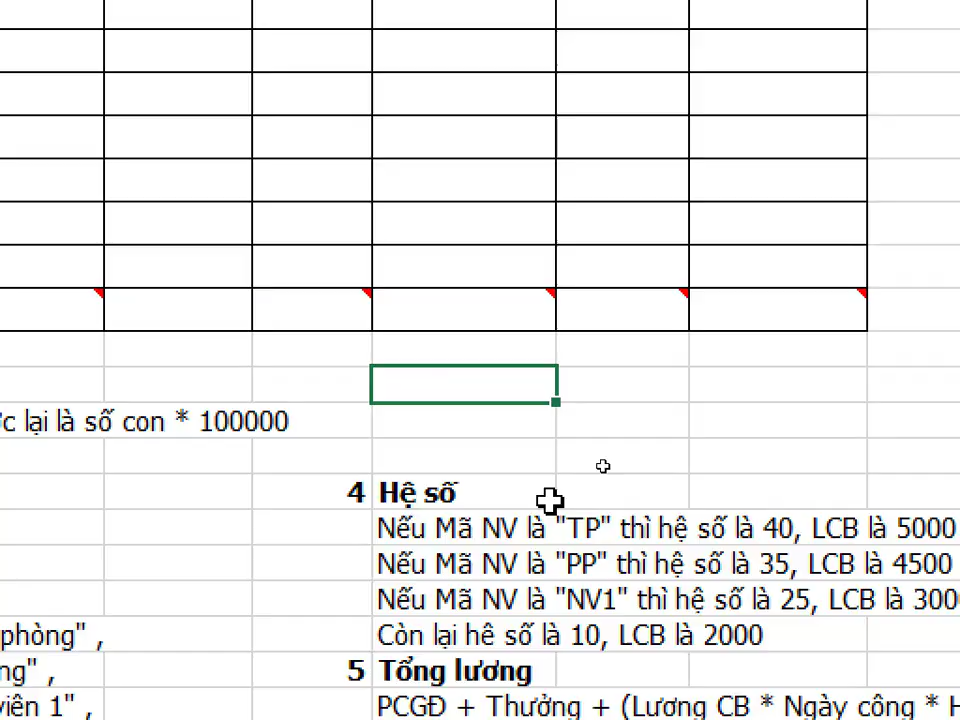 c lại là số con * 100000
4 Hệ số
Nếu Mã NV là "TP" thì hệ số là 40, LCB là 5000
Nếu Mã NV là "PP" thì hệ số là 35, LCB là 4500
Nếu Mã NV là "NV1" thì hệ số là 25, LCB là 300
phòng" , Còn lại hê số là 10, LCB là 2000
ng" , 5 Tổng lương
viên 1" , PCGĐ + Thưởng + (Lương CB * Ngày công * H